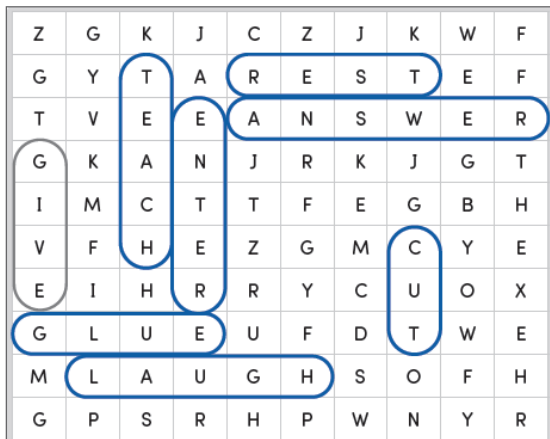 Z G K J C Z J K W F
G Y T A R E S T E F
T V E E A N S W E R
G K A N J R K J G T
I M C T T F E G B H
V F H E Z G M C Y E
E I H R R Y C U O X
G L U E U F D T W E
M L A U G H S O F H
G P S R H P W N Y R